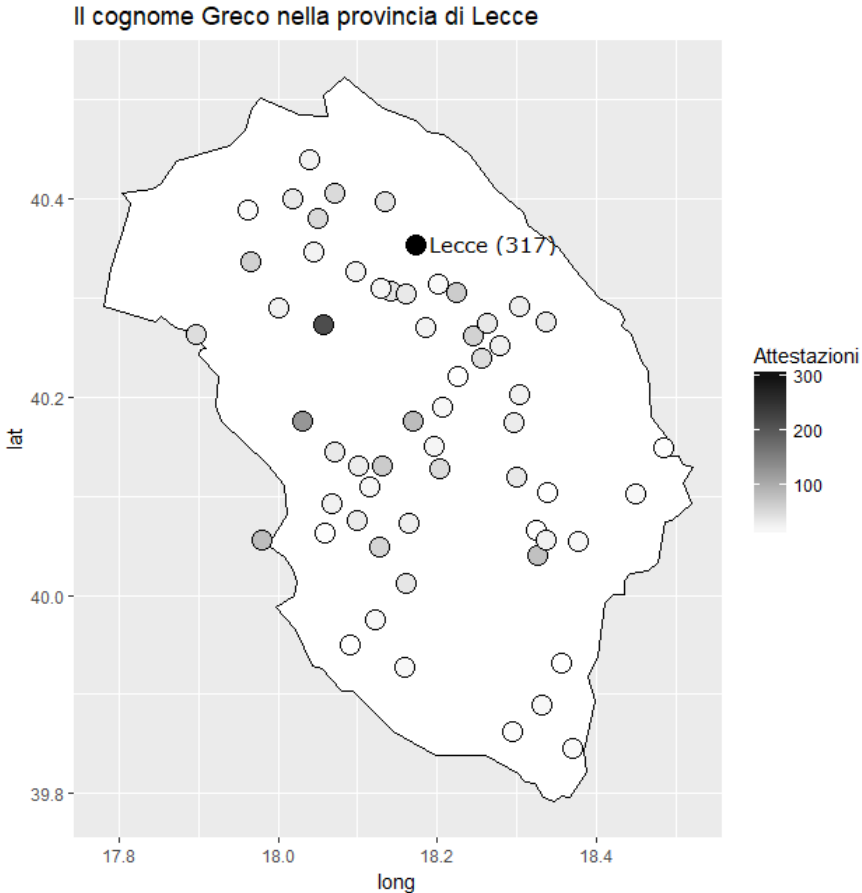 Il cognome Greco nella provincia di Lecce
40.4
Lecce (317)
40.2
40.0
39.8
lat
17.8
18.0
18.2
18.4
long
Attestazioni
300
200
100